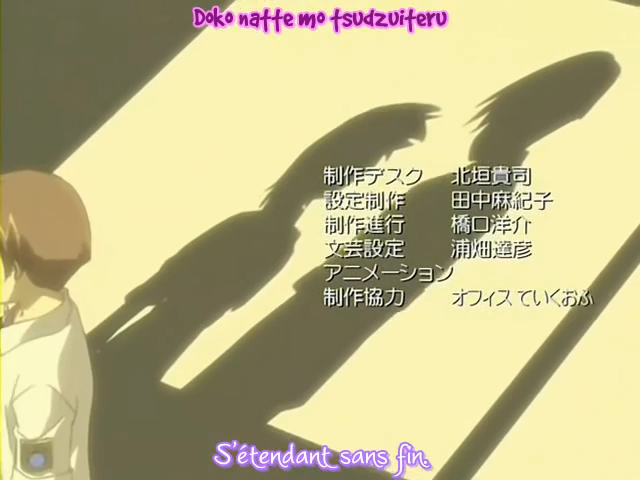 Doko natte mo tsudzuiteru
制作デスク 北垣貴司
設定制作 田中麻紀子
制作進行 橋口洋介
文芸設定 浦畑達彦
アニメーション
制作協力 オフィスていくおふ
S'étendant sans fin.